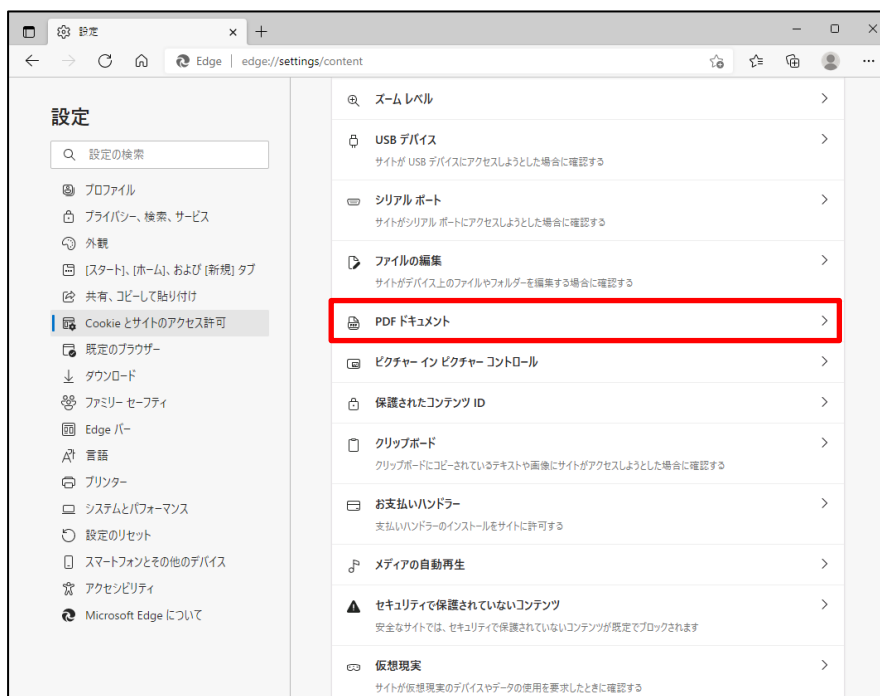 設定
Edge
edge://settings/content
設定
設定の検索
プロファイル
プライバシー、検索、サービス
外観
[スタート]、[ホーム]、および [新規] タブ
共有、コピーして貼り付け
Cookie とサイトのアクセス許可
既定のブラウザー
ダウンロード
ファミリー セーフティ
Edge バー
言語
プリンター
システムとパフォーマンス
設定のリセット
スマートフォンとその他のデバイス
アクセシビリティ
Microsoft Edge について
ズーム レベル
USB デバイス
サイトが USB デバイスにアクセスしようとした場合に確認する
シリアル ポート
サイトがシリアル ポートにアクセスしようとした場合に確認する
ファイルの編集
サイトがデバイス上のファイルやフォルダーを編集する場合に確認する
PDF ドキュメント
ピクチャー イン ピクチャー コントロール
保護されたコンテンツ ID
クリップボード
クリップボードにコピーされているテキストや画像にサイトがアクセスしようとした場合に確認する
お支払いハンドラー
支払いハンドラーのインストールをサイトに許可する
メディアの自動再生
セキュリティで保護されていないコンテンツ
安全なサイトでは、セキュリティで保護されていないコンテンツが既定でブロックされます
仮想現実
サイトが仮想現実のデバイスやデータの使用を要求したときに確認する